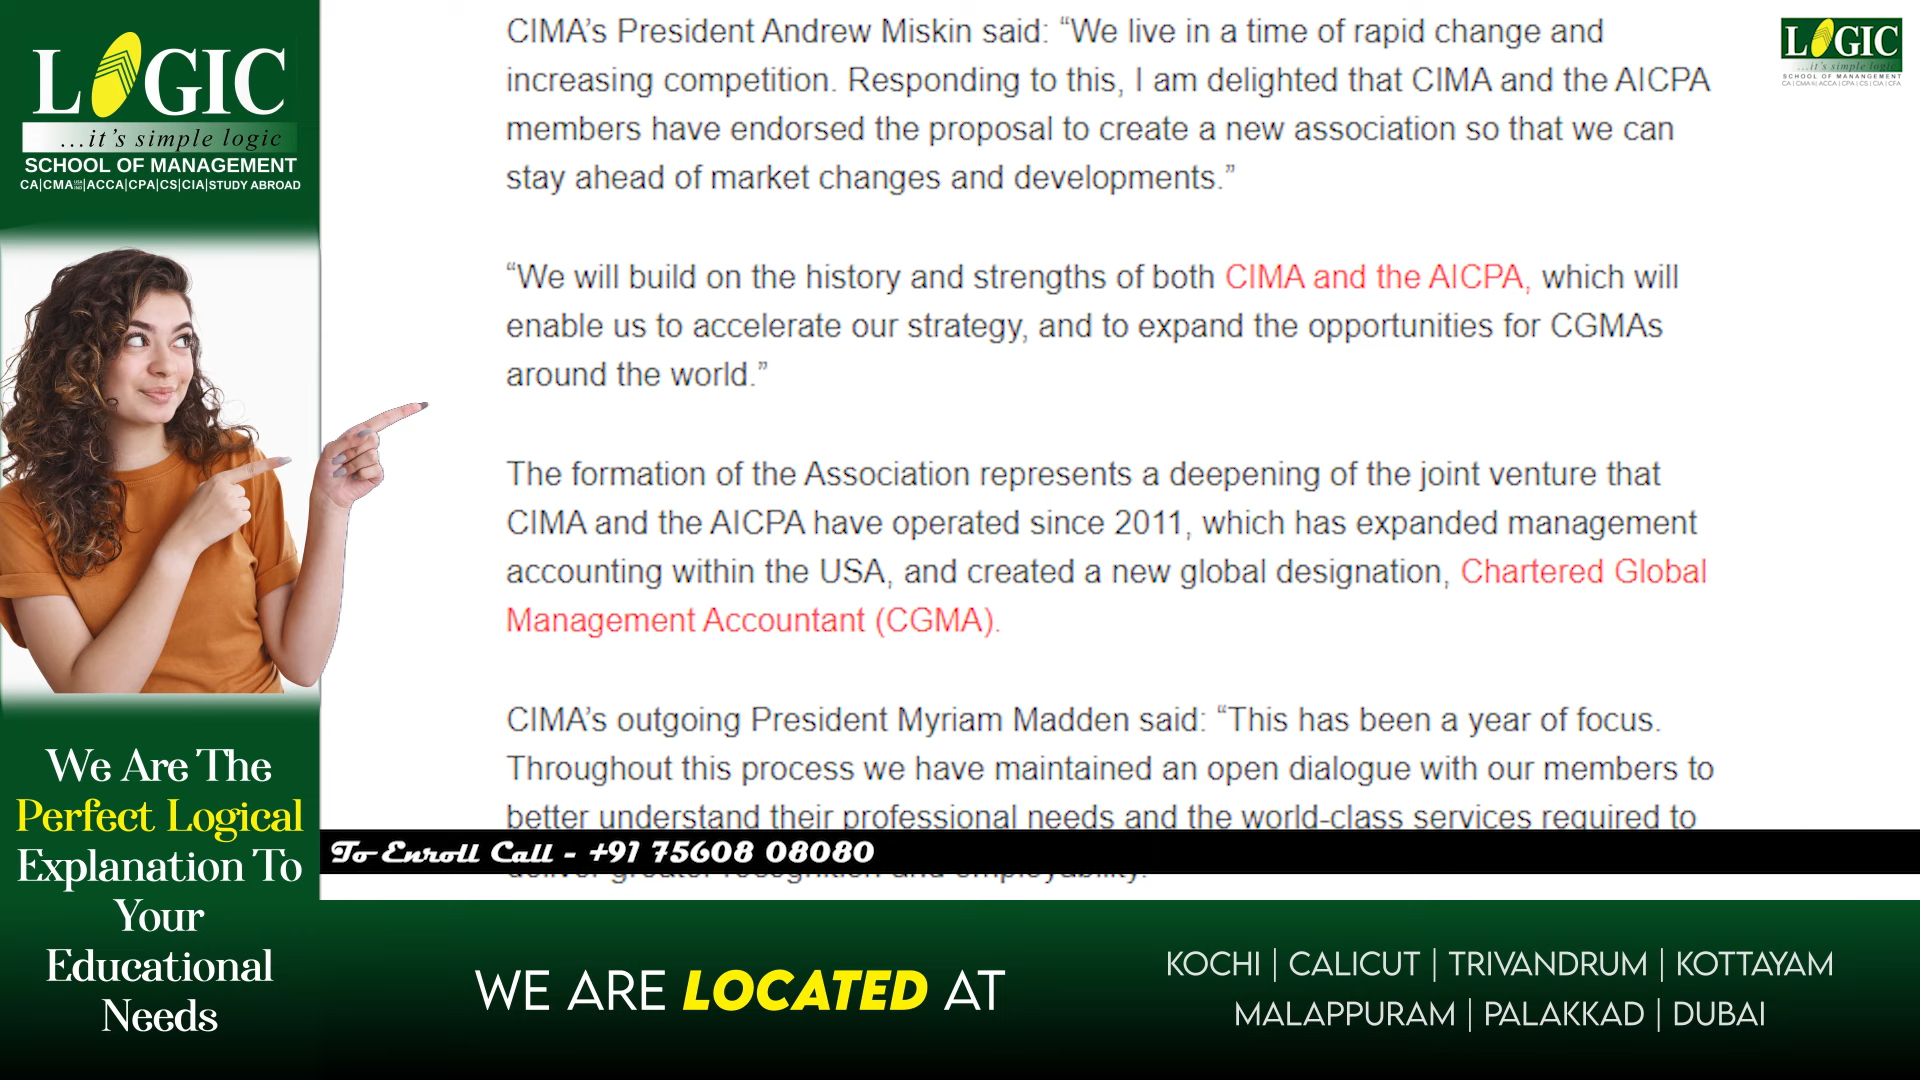 LOGIC
...it's simple logic
SCHOOL OF MANAGEMENT
CA|CMA|ACCA|CPA|CS|CIA|STUDY ABROAD
We Are The
Perfect Logical
Explanation To
Your
Educational
Needs
CIMA’s President Andrew Miskin said: “We live in a time of rapid change and
increasing competition. Responding to this, I am delighted that CIMA and the AICPA
members have endorsed the proposal to create a new association so that we can
stay ahead of market changes and developments.”
“We will build on the history and strengths of both CIMA and the AICPA, which will
enable us to accelerate our strategy, and to expand the opportunities for CGMAs
around the world.”
The formation of the Association represents a deepening of the joint venture that
CIMA and the AICPA have operated since 2011, which has expanded management
accounting within the USA, and created a new global designation, Chartered Global
Management Accountant (CGMA).
CIMA’s outgoing President Myriam Madden said: “This has been a year of focus.
Throughout this process we have maintained an open dialogue with our members to
better understand their professional needs and the world-class services required to
To Enroll Call - +91 75608 08080
LOGIC
...it's simple logic
SCHOOL OF MANAGEMENT
WE ARE LOCATED AT
KOCHI | CALICUT | TRIVANDRUM | KOTTAYAM
MALAPPURAM | PALAKKAD | DUBAI